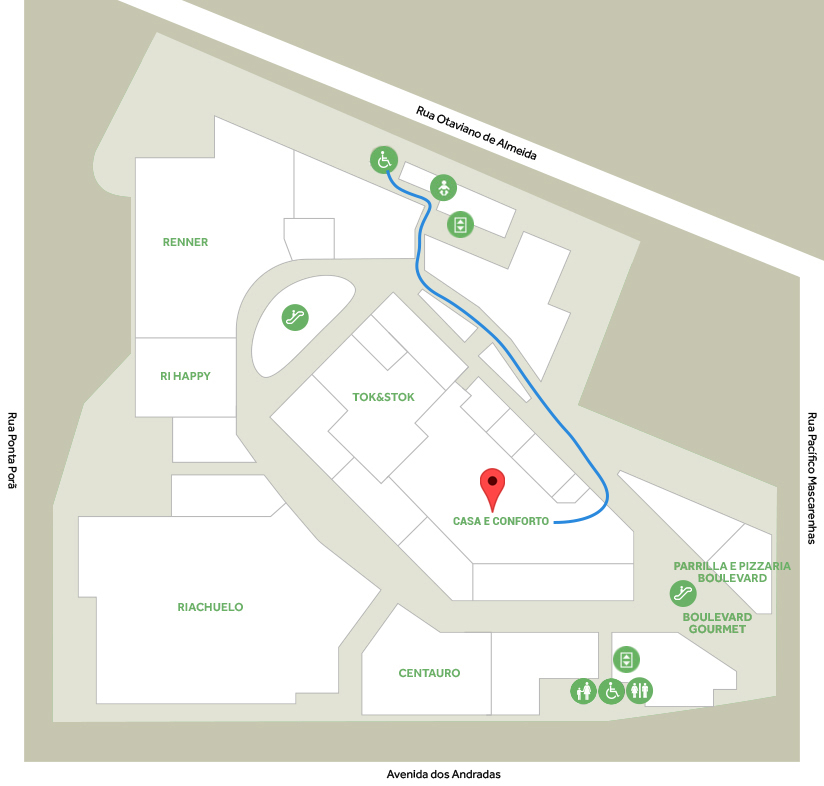 Rua Otaviano de Almeida
RENNER
RI HAPPY
TOK&STOK
Rua Ponta Porã
Rua Pacífico Mascarenhas
CASA E CONFORTO
PARRILLA E PIZZARIA
BOULEVARD
RIACHUELO
BOULEVARD
GOURMET
CENTAURO
Avenida dos Andradas